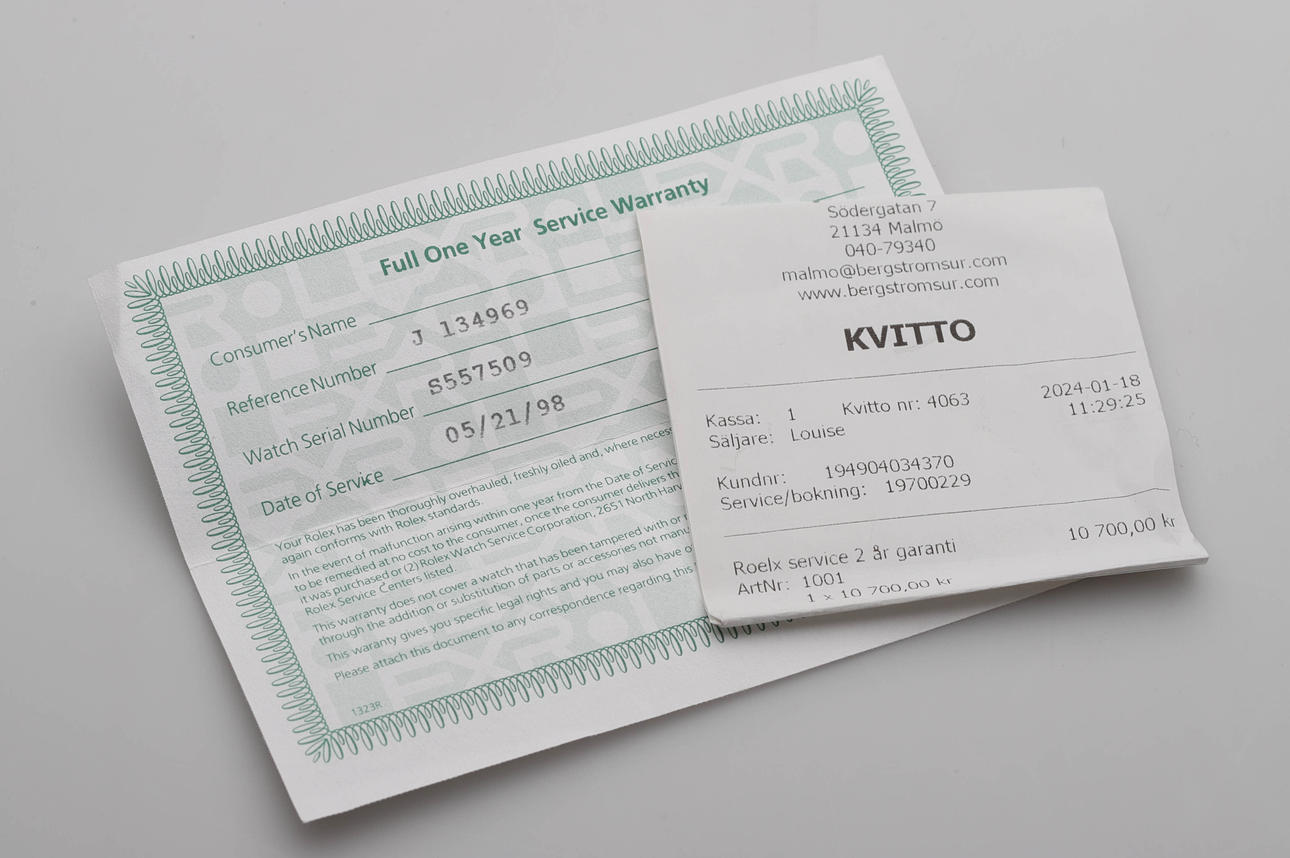 Full One Year Service Warranty
Consumer's Name
J 134969
Reference Number
S557509
Watch Serial Number
05/21/98
Date of Service
Your Rolex has been thoroughly overhauled, freshly oiled and, where
again conforms with Rolex standards.
In the event of malfunction arising within one year from the Date of
to be remedied at no cost to the consumer, once the consumer delivers
it was purchased or (2) Rolex Watch Service Corporation, 2651 North
Rolex Service Centers listed.
This warranty does not cover a watch that has been tampered with or
through the addition or substitution of parts or accessories not
This waranty gives you specific legal rights and you may also have
Please attach this document to any correspondence regarding this
1323R
Södergatan 7
21134 Malmö
040-79340
malmo@bergstromsur.com
www.bergstromsur.com
KVITTO
Kassa: 1 Kvitto nr: 4063 2024-01-18
Säljare: Louise 11:29:25
Kundnr: 194904034370
Service/bokning: 19700229
Roelx service 2 år garanti 10 700,00 kr
ArtNr: 1001
1 x 10 700,00 kr